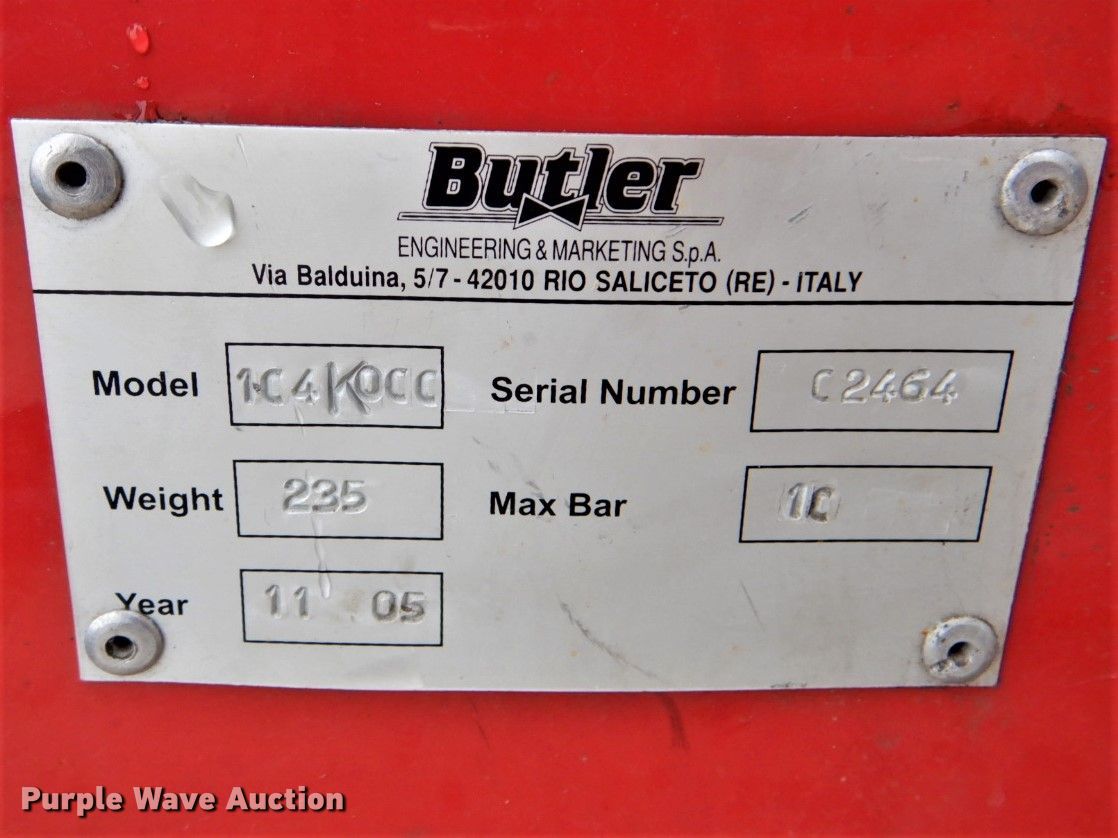 Butler
ENGINEERING & MARKETING S.p.A.
Via Balduina, 5/7 - 42010 RIO SALICETO (RE) - ITALY
Model 1C4K0CC Serial Number C2464
Weight 235 Max Bar 10
Year 11 05
Purple Wave Auction